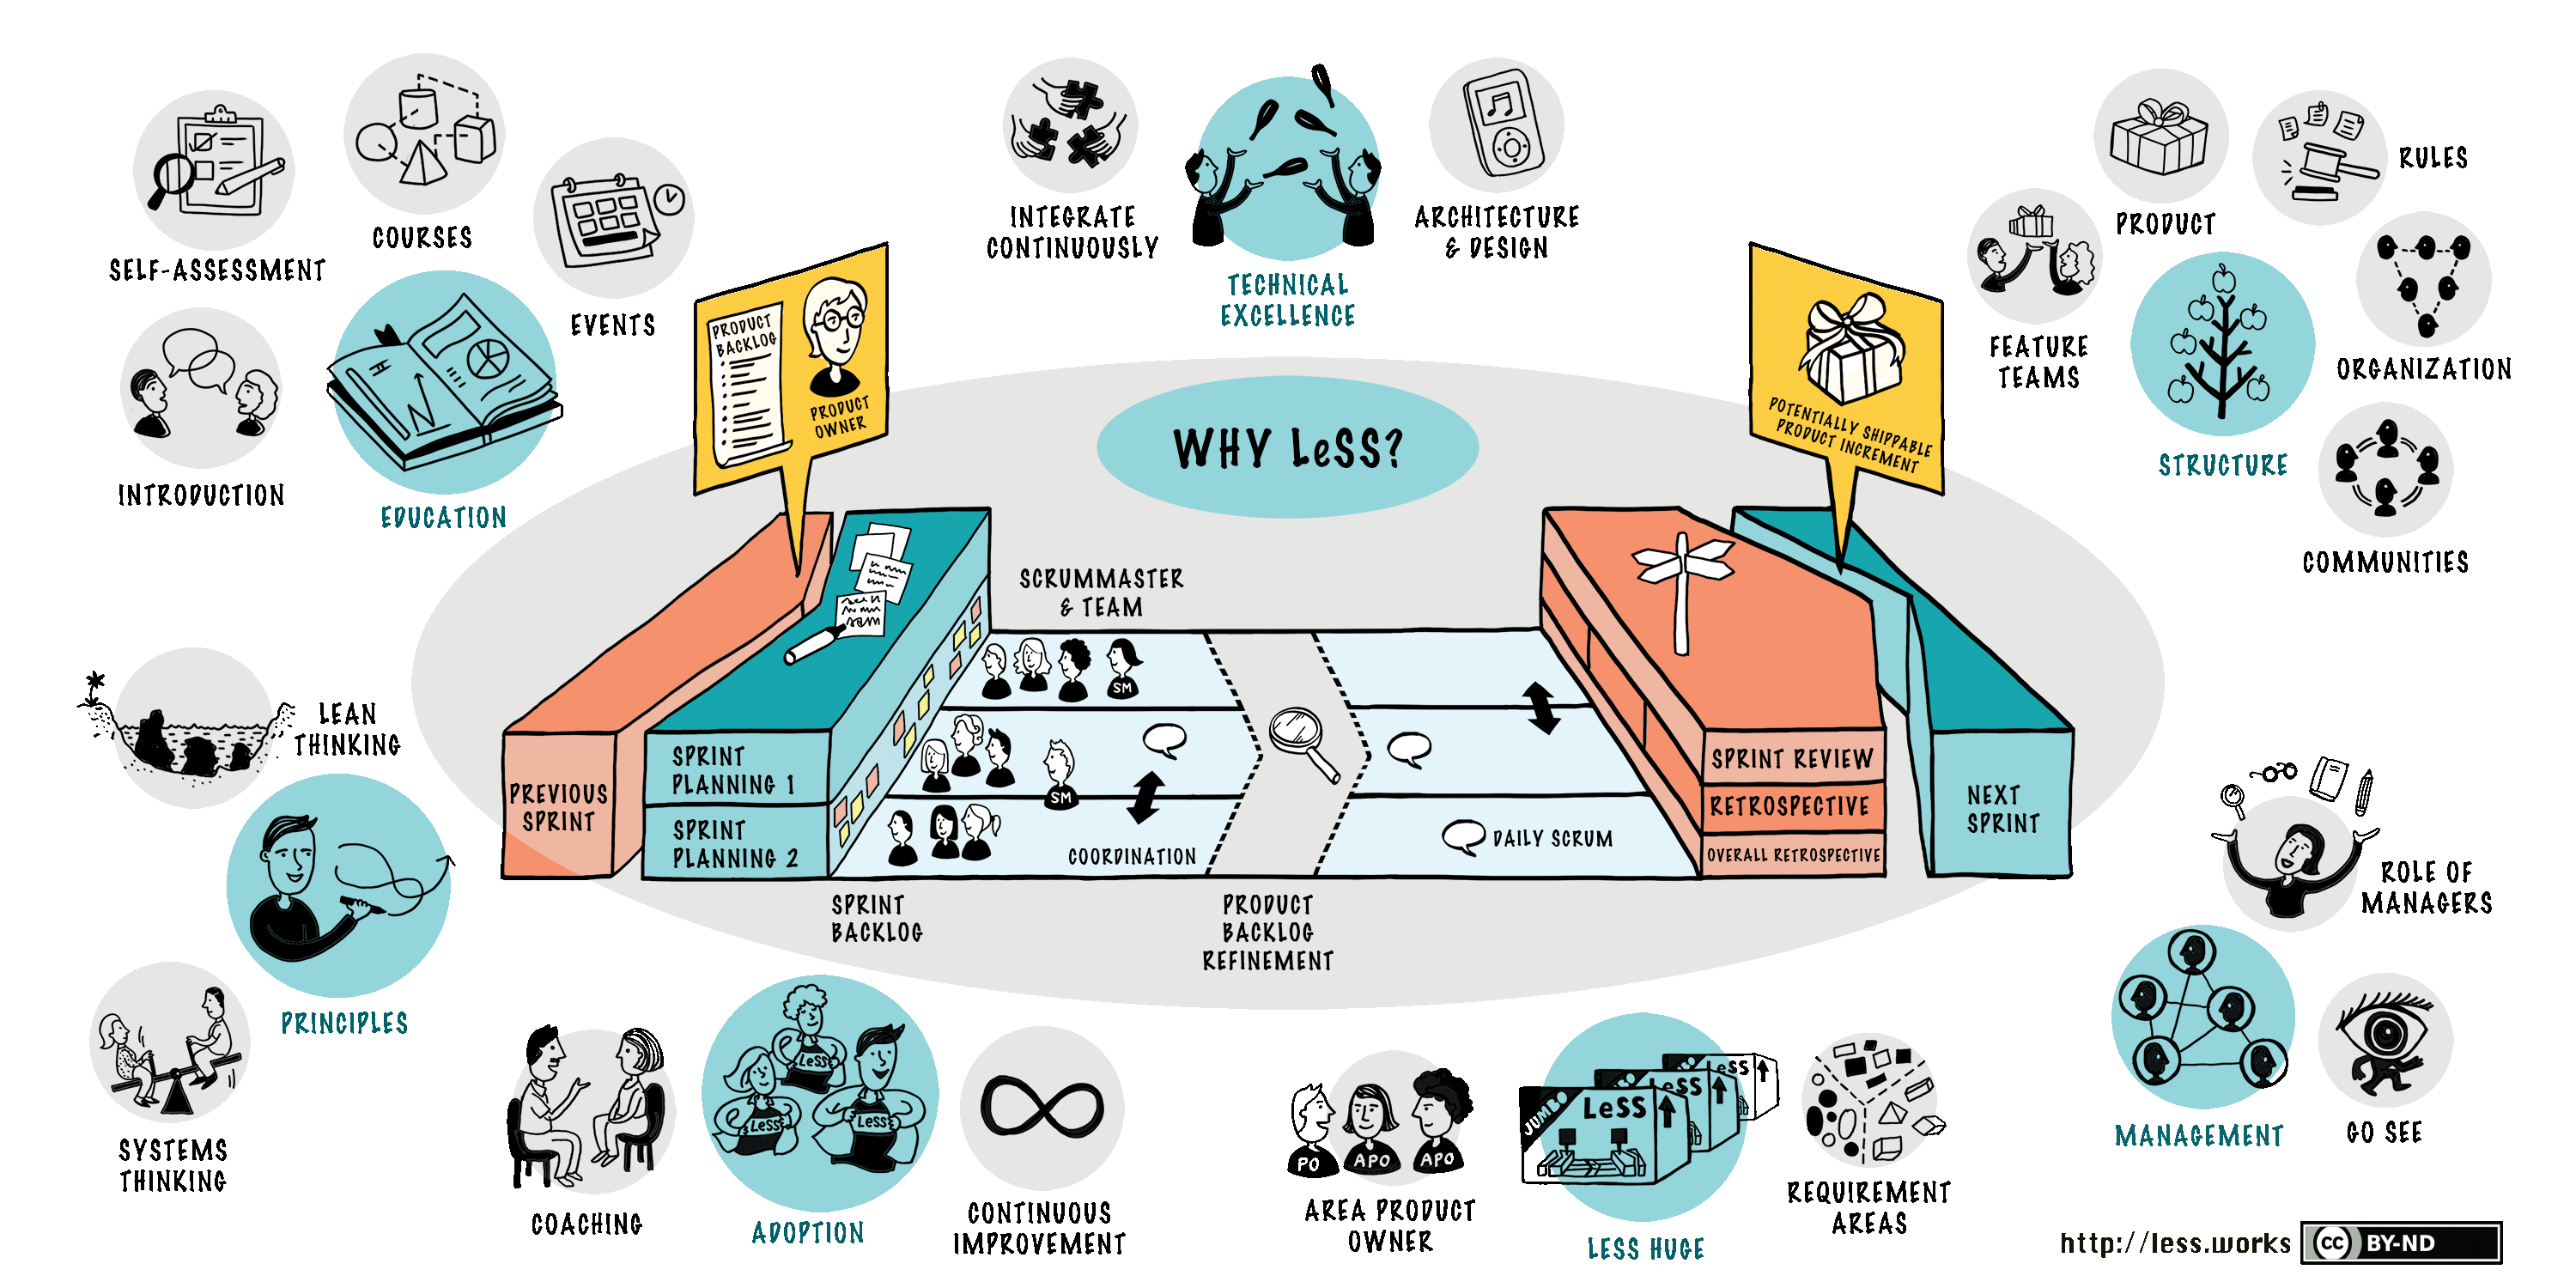 SELF-ASSESSMENT
COURSES
EVENTS
INTRODUCTION
EDUCATION
INTEGRATE
CONTINUOUSLY
TECHNICAL
EXCELLENCE
ARCHITECTURE
& DESIGN
PRODUCT
RULES
FEATURE
TEAMS
STRUCTURE
ORGANIZATION
COMMUNITIES
PRODUCT
BACKLOG
PRODUCT
OWNER
WHY LeSS?
POTENTIALLY SHIPPABLE
PRODUCT INCREMENT
SCRUMMASTER
& TEAM
SM
SM
PREVIOUS
SPRINT
SPRINT
PLANNING 1
SPRINT
PLANNING 2
COORDINATION
DAILY SCRUM
SPRINT REVIEW
RETROSPECTIVE
OVERALL RETROSPECTIVE
NEXT
SPRINT
SPRINT
BACKLOG
PRODUCT
BACKLOG
REFINEMENT
LEAN
THINKING
PRINCIPLES
SYSTEMS
THINKING
COACHING
LeSS
LeSS
LeSS
ADOPTION
CONTINUOUS
IMPROVEMENT
PO
APO
APO
AREA PRODUCT
OWNER
JUMBO
LeSS
eSS
eSS
LESS HUGE
REQUIREMENT
AREAS
ROLE OF
MANAGERS
MANAGEMENT
GO SEE
http://less.works
cc BY-ND